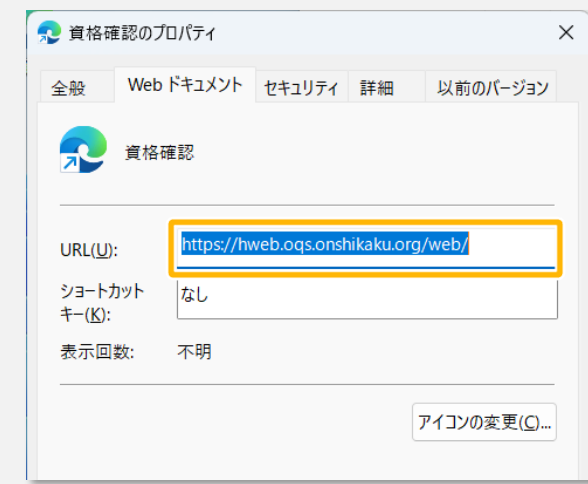 資格確認のプロパティ
全般 Web ドキュメント セキュリティ 詳細 以前のバージョン
資格確認
URL(U): https://hweb.oqs.onshikaku.org/web/
ショートカット
キー(K): なし
表示回数: 不明
アイコンの変更(C)...